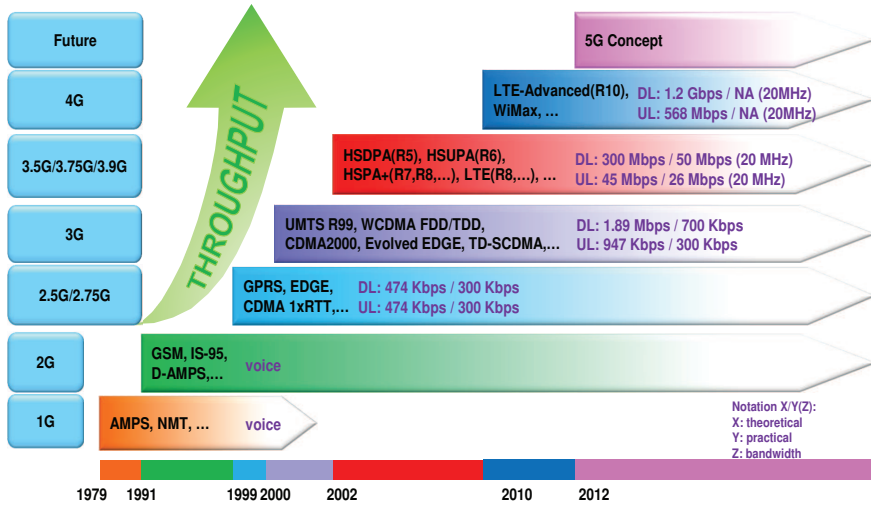 Future
5G Concept
4G
LTE-Advanced(R10),
WiMax, ...
DL: 1.2 Gbps / NA (20MHz)
UL: 568 Mbps / NA (20MHz)
THROUGHPUT
3.5G/3.75G/3.9G
HSDPA(R5), HSUPA(R6),
HSPA+(R7,R8,...), LTE(R8,...), ...
DL: 300 Mbps / 50 Mbps (20 MHz)
UL: 45 Mbps / 26 Mbps (20 MHz)
3G
UMTS R99, WCDMA FDD/TDD,
CDMA2000, Evolved EDGE, TD-SCDMA,...
DL: 1.89 Mbps / 700 Kbps
UL: 947 Kbps / 300 Kbps
2.5G/2.75G
GPRS, EDGE,
CDMA 1xRTT,...
DL: 474 Kbps / 300 Kbps
UL: 474 Kbps / 300 Kbps
2G
GSM, IS-95,
D-AMPS,...
voice
1G
AMPS, NMT, ...
voice
Notation X/Y(Z):
X: theoretical
Y: practical
Z: bandwidth
1979 1991 1999 2000 2002 2010 2012